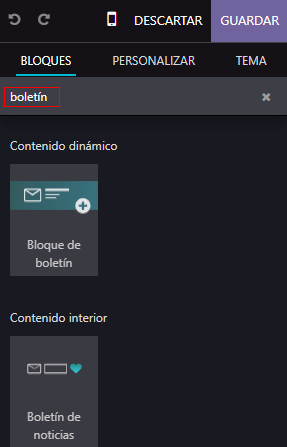 DESCARTAR GUARDAR
BLOQUES PERSONALIZAR TEMA
boletín
Contenido dinámico
Bloque de
boletín
Contenido interior
Boletín de
noticias